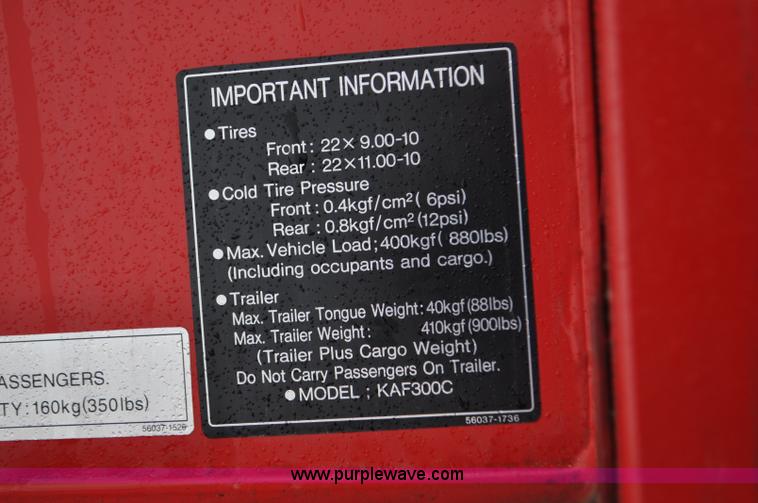 IMPORTANT INFORMATION
●Tires
Front: 22×9.00-10
Rear: 22×11.00-10
●Cold Tire Pressure
Front: 0.4kgf/cm²( 6psi)
Rear: 0.8kgf/cm²(12psi)
●Max. Vehicle Load;400kgf( 880lbs)
(Including occupants and cargo.)
●Trailer
Max. Trailer Tongue Weight: 40kgf(88lbs)
Max. Trailer Weight: 410kgf(900lbs)
(Trailer Plus Cargo Weight)
Do Not Carry Passengers On Trailer.
●MODEL ; KAF300C
56037-1736
ASSENGERS.
TY:160kg(350lbs)
www.purplewave.com